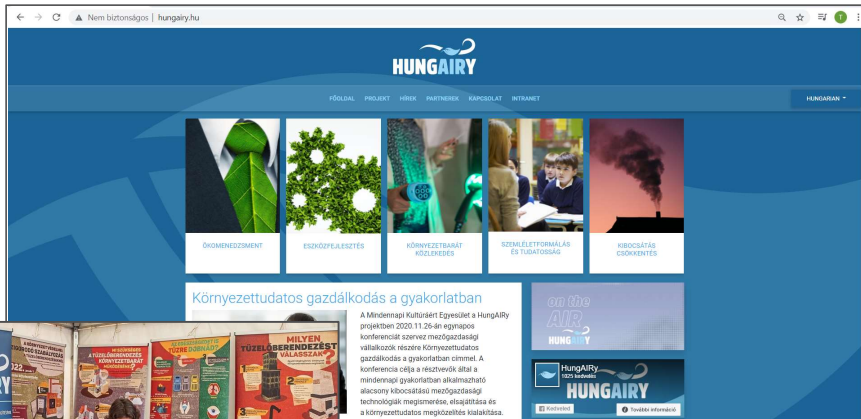 Nem biztonságos | hungairy.hu
T
HUNGAIRY
FŐOLDAL PROJEKT HÍREK PARTNEREK KAPCSOLAT INTRANET
HUNGARIAN
ÖKOMENEDZSMENT
ESZKÖZFEJLESZTÉS
KÖRNYEZETBARÁT
KÖZLEKEDÉS
SZEMLÉLETFORMÁLÁS
ÉS TUDATOSSÁG
KIBOCSÁTÁS
CSÖKKENTÉS
Környezettudatos gazdálkodás a gyakorlatban
A Mindennapi Kultúráért Egyesület a HungAIRy
projektben 2020.11.26-án egynapos
konferenciát szervez mezőgazdasági
vállalkozók részére Környezettudatos
gazdálkodás a gyakorlatban címmel. A
konferencia célja a résztvevők által a
mindennapi gyakorlatban alkalmazható
alacsony kibocsátású mezőgazdasági
technológiák megismerése, elsajátítása és
a környezettudatos megközelítés kialakítása.
on the
AIR
HUNGAIRY
HungAIRy
1825 kedvelés
HUNGAIRY
Kedveled
További információ
MILYEN
TÜZELŐBERENDEZÉST
VÁLASSZAK?
A TÜZELŐBERENDEZÉST
KÖRNYEZETBARÁT
TŰZRE DOBNÁD?
1
2
3